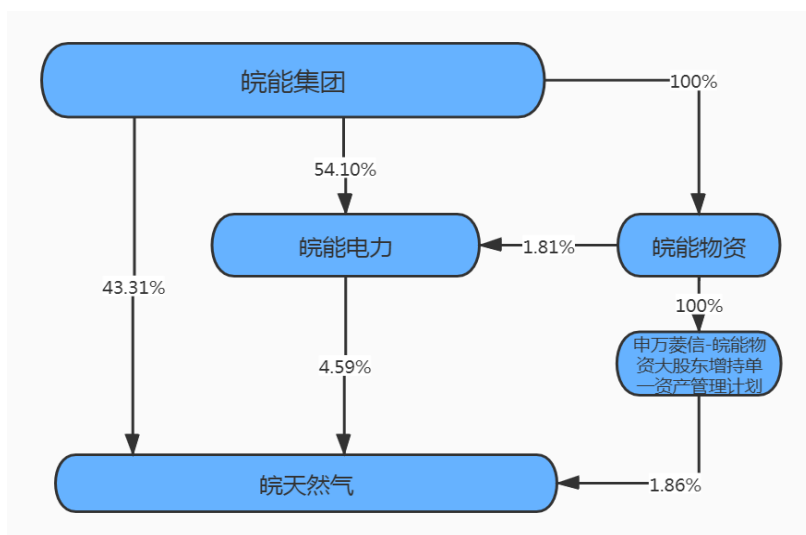 皖能集团
100%
54.10%
皖能电力
1.81%
皖能物资
43.31%
100%
申万菱信-皖能物
资大股东增持单
一资产管理计划
4.59%
皖天然气
1.86%